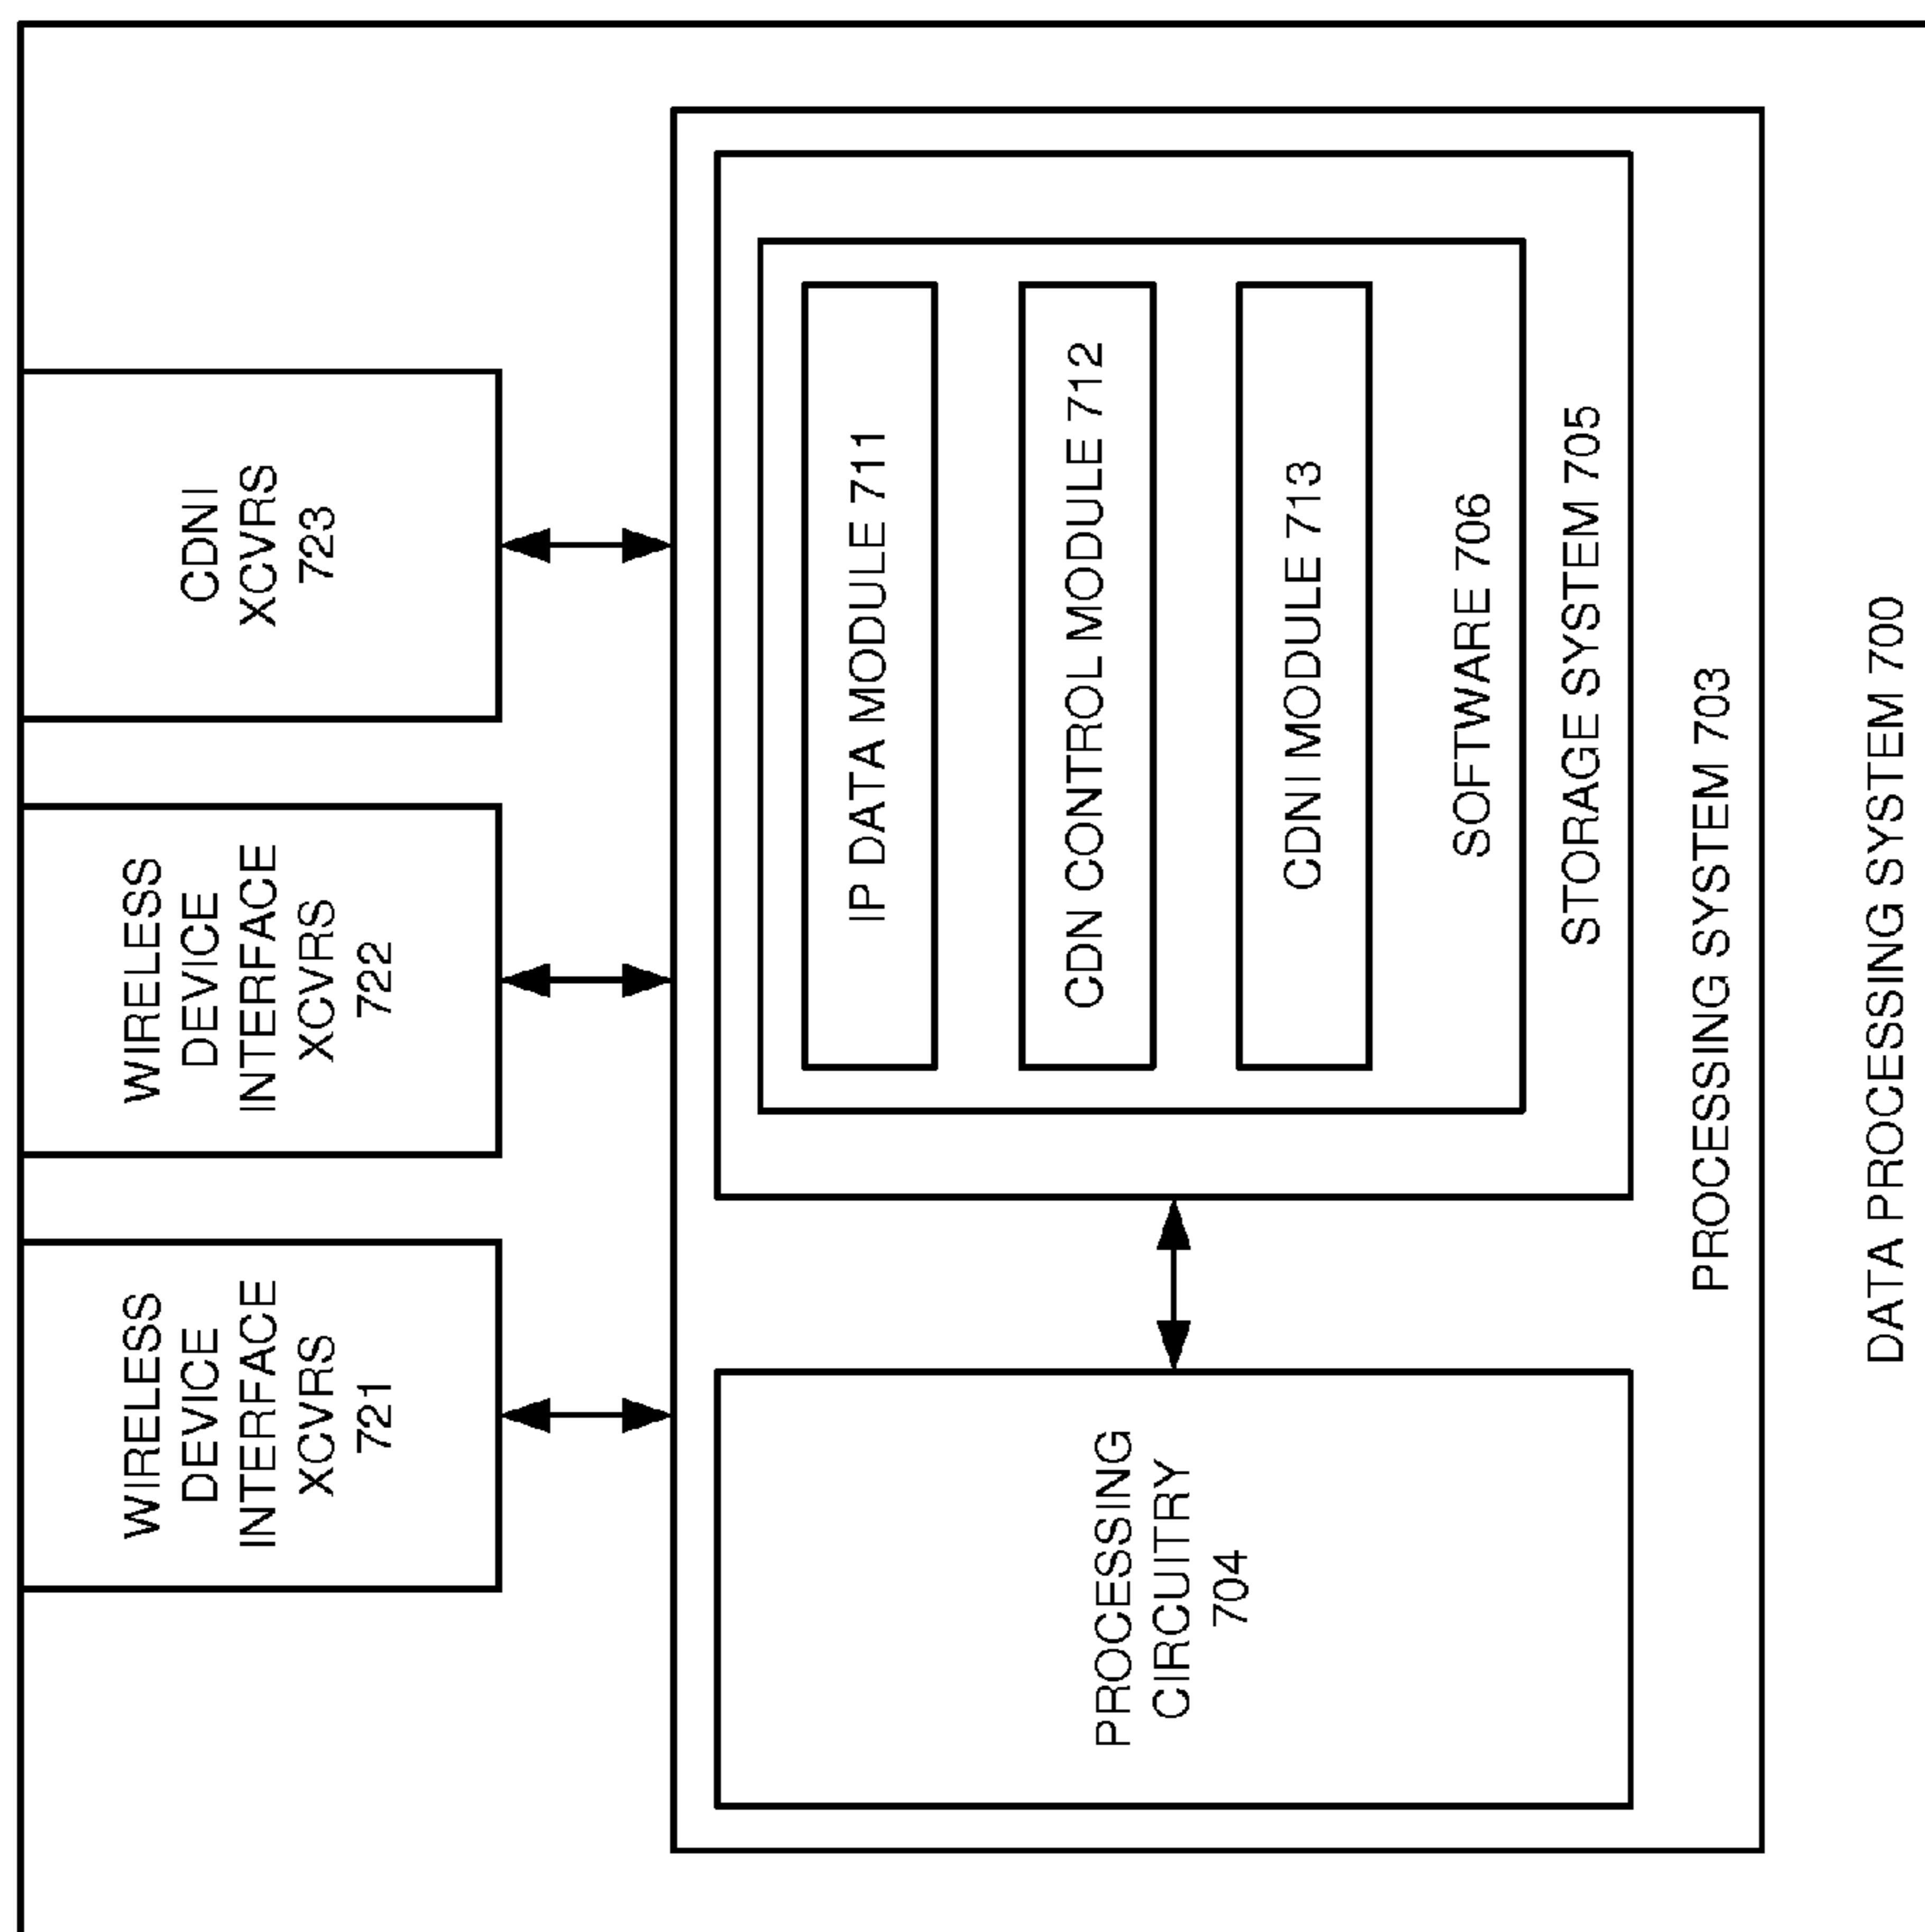 WIRELESS
DEVICE
INTERFACE
XCVRS
721
WIRELESS
DEVICE
INTERFACE
XCVRS
722
CDNI
XCVRS
723
PROCESSING
CIRCUITRY
704
IP DATA MODULE 711
CDN CONTROL MODULE 712
CDNI MODULE 713
SOFTWARE 706
STORAGE SYSTEM 705
PROCESSING SYSTEM 703
DATA PROCESSING SYSTEM 700